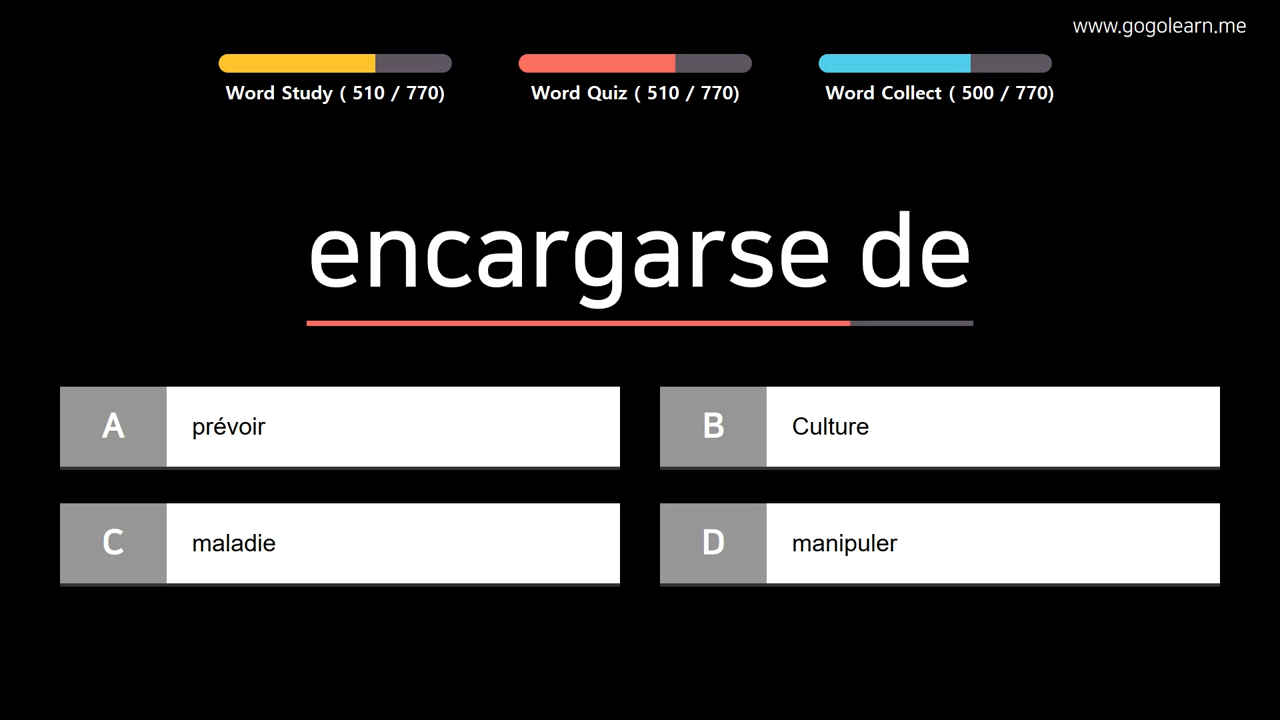 www.gogolearn.me
Word Study ( 510 / 770)
Word Quiz ( 510 / 770)
Word Collect ( 500 / 770)
encargarse de
A
prévoir
B
Culture
C
maladie
D
manipuler